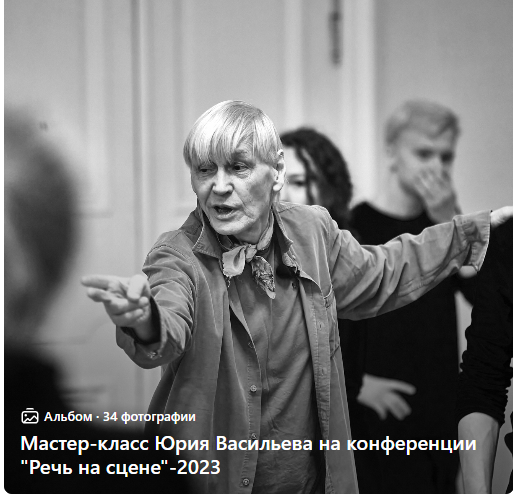 Альбом · 34 фотографии
Мастер-класс Юрия Васильева на конференции
"Речь на сцене"-2023